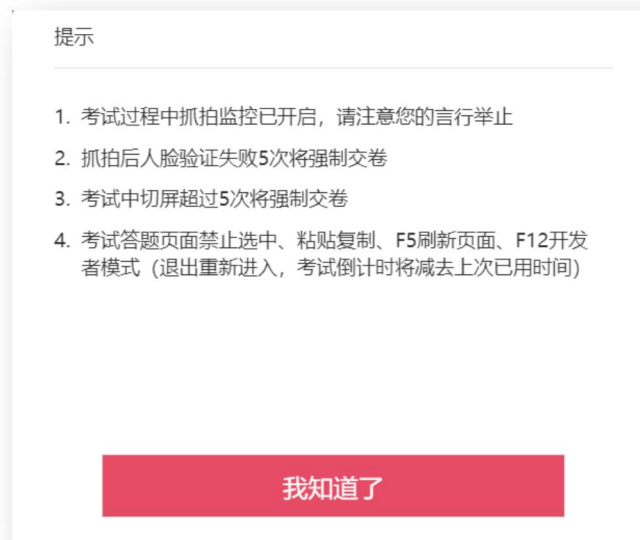 提示
1. 考试过程中抓拍监控已开启，请注意您的言行举止
2. 抓拍后人脸验证失败5次将强制交卷
3. 考试中切屏超过5次将强制交卷
4. 考试答题页面禁止选中、粘贴复制、F5刷新页面、F12开发
者模式（退出重新进入，考试倒计时将减去上次已用时间）
我知道了